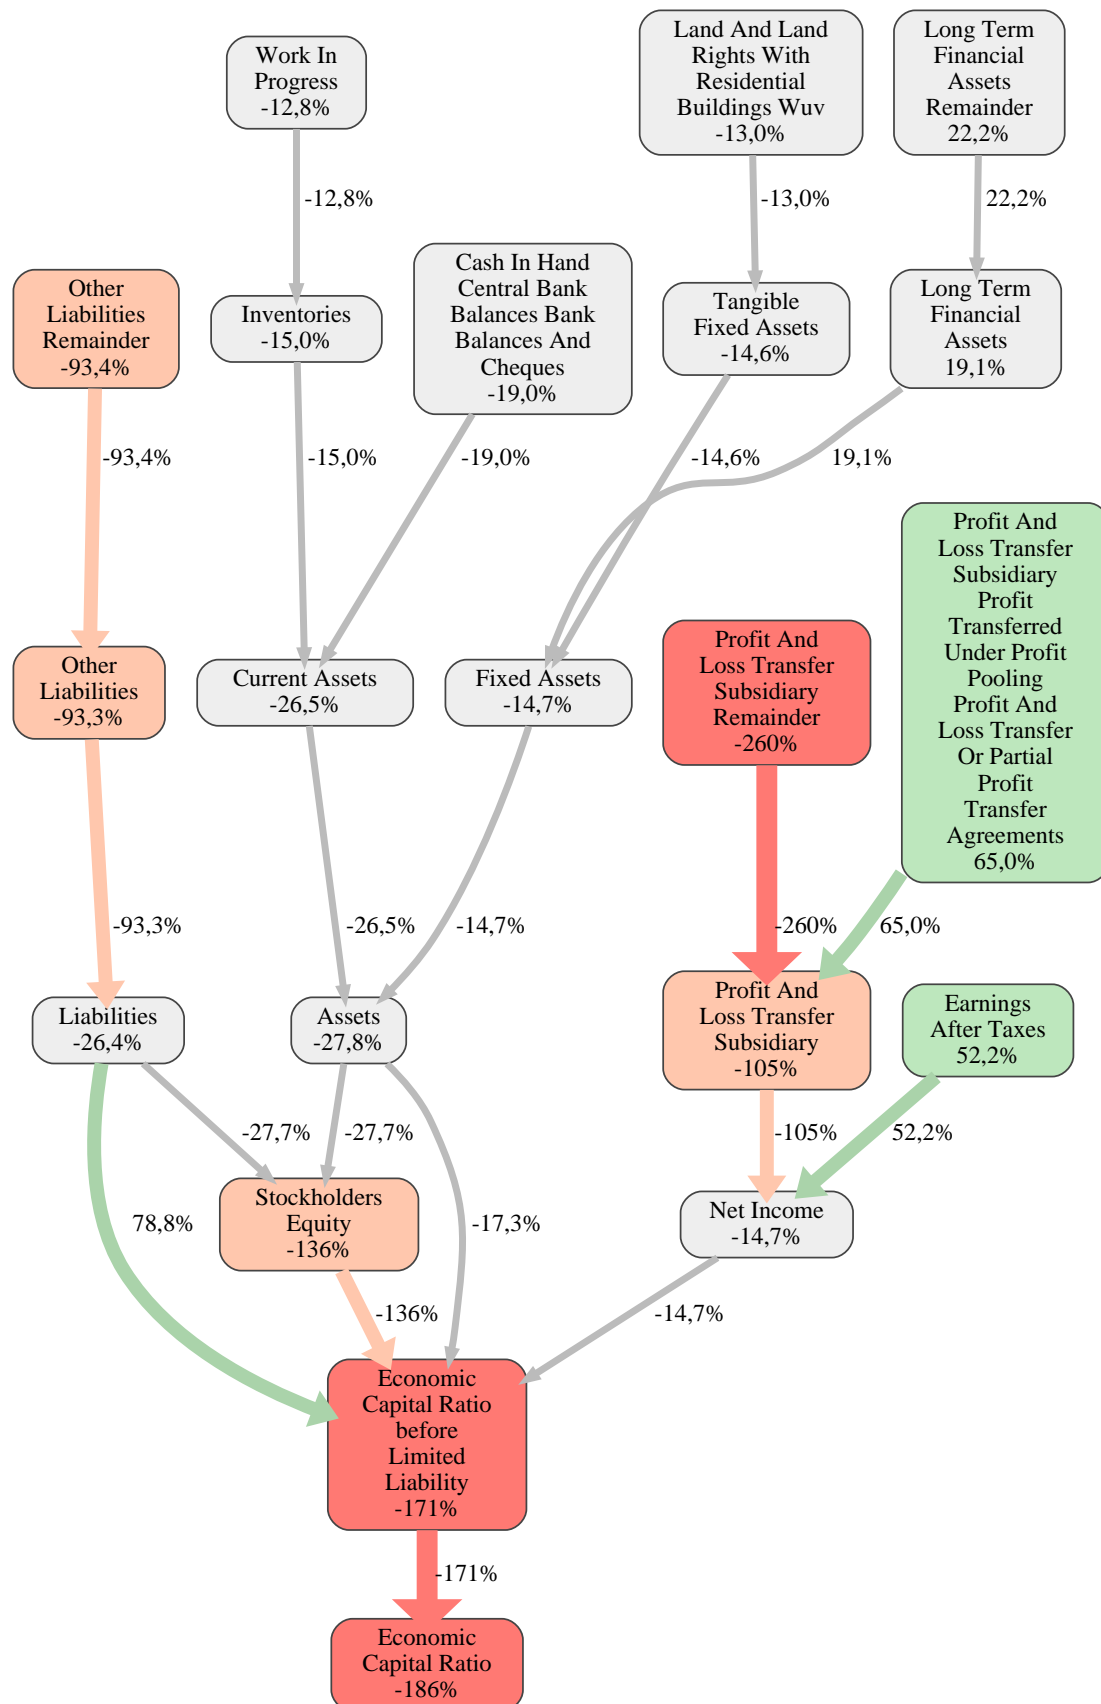 Work In
Progress
-12,8%
Land And Land
Rights With
Residential
Buildings Wuv
-13,0%
Long Term
Financial
Assets
Remainder
22,2%
-12,8%
-13,0%
22,2%
Other
Liabilities
Remainder
-93,4%
Inventories
-15,0%
Cash In Hand
Central Bank
Balances Bank
Balances And
Cheques
-19,0%
Tangible
Fixed Assets
-14,6%
Long Term
Financial
Assets
19,1%
-93,4%
-15,0%
-19,0%
-14,6%
19,1%
Profit And
Loss Transfer
Subsidiary
Profit
Transferred
Under Profit
Pooling
Profit And
Loss Transfer
Or Partial
Profit
Transfer
Agreements
65,0%
Other
Liabilities
-93,3%
Current Assets
-26,5%
Fixed Assets
-14,7%
Profit And
Loss Transfer
Subsidiary
Remainder
-260%
-93,3%
-26,5%
-14,7%
-260%
65,0%
Liabilities
-26,4%
Assets
-27,8%
Profit And
Loss Transfer
Subsidiary
-105%
Earnings
After Taxes
52,2%
-27,7%
-27,7%
-105%
52,2%
78,8%
Stockholders
Equity
-136%
-17,3%
Net Income
-14,7%
-136%
-14,7%
Economic
Capital Ratio
before
Limited
Liability
-171%
-171%
Economic
Capital Ratio
-186%